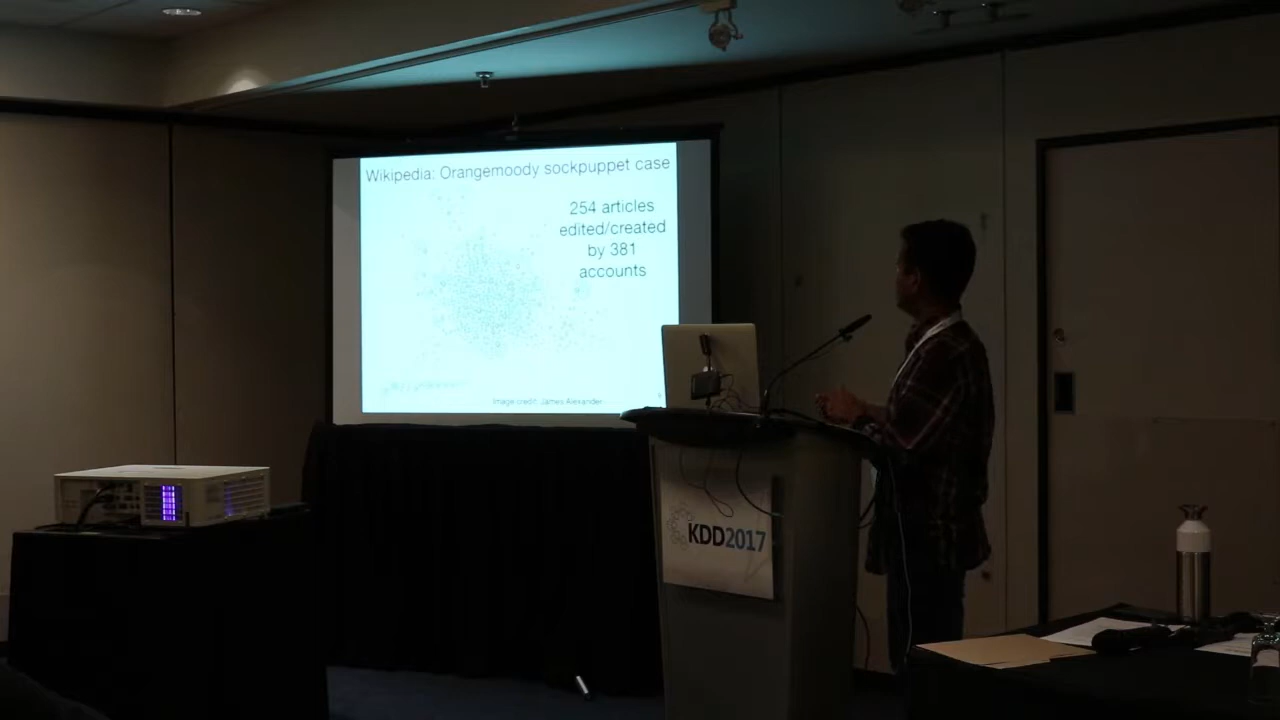 Wikipedia: Orangemoody sockpuppet case
254 articles
edited/created
by 381
accounts
Image credit: James Alexander
KDD2017